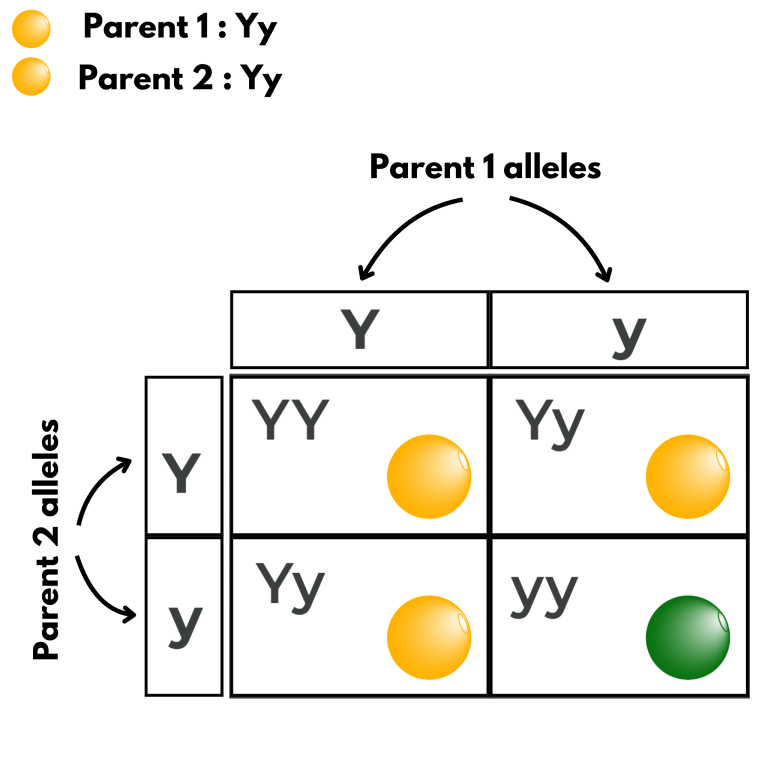 Parent 1 : Yy
Parent 2 : Yy
Parent 1 alleles
Y y
Parent 2 alleles
Y YY Yy
y Yy yy